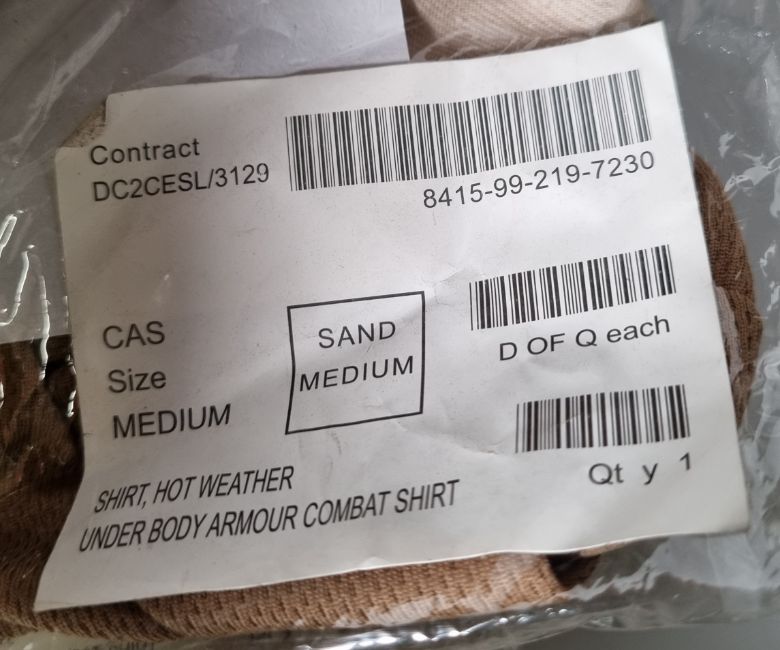 Contract
DC2CESL/3129
8415-99-219-7230
CAS
Size
MEDIUM
SAND
MEDIUM
D OF Q each
Qt y 1
SHIRT, HOT WEATHER
UNDER BODY ARMOUR COMBAT SHIRT